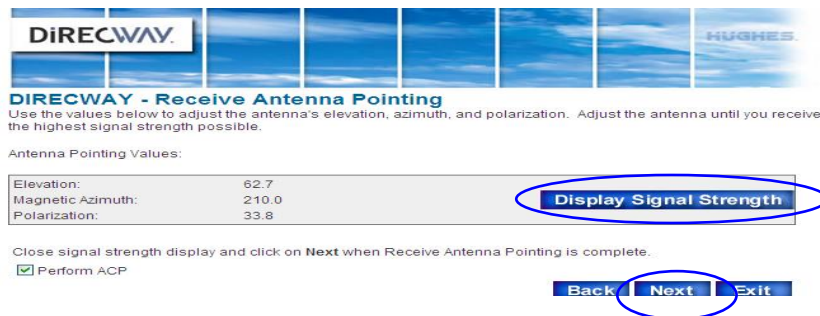 DIRECWAY.
HUGHES.
DIRECWAY - Receive Antenna Pointing
Use the values below to adjust the antenna's elevation, azimuth, and polarization. Adjust the antenna until you receive
the highest signal strength possible.
Antenna Pointing Values:
Elevation: 62.7
Magnetic Azimuth: 210.0
Polarization: 33.8
Display Signal Strength
Close signal strength display and click on Next when Receive Antenna Pointing is complete.
Perform ACP
Back Next Exit